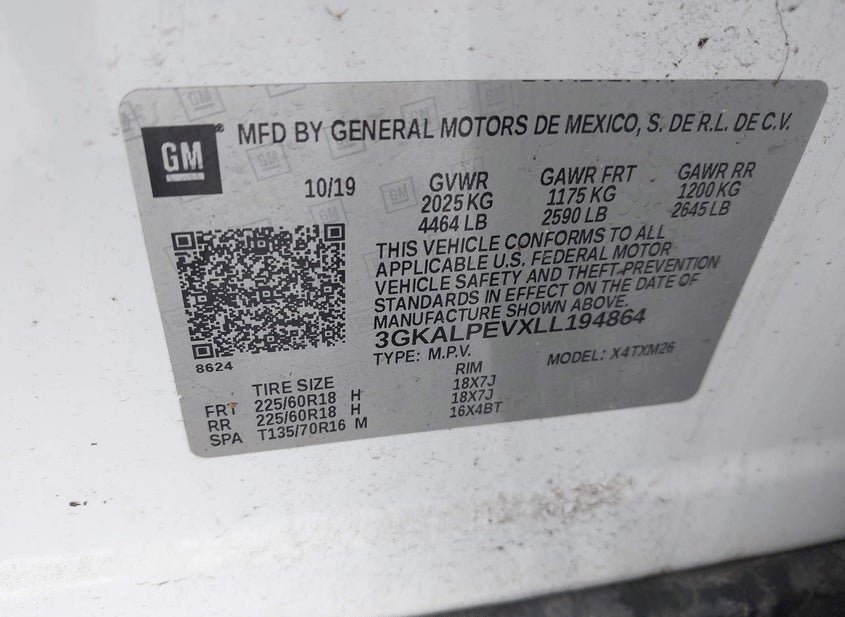 GM
MFD BY GENERAL MOTORS DE MEXICO, S. DE R.L. DE C.V.
10/19
GVWR
2025 KG
4464 LB
GAWR FRT
1175 KG
2590 LB
GAWR RR
1200 KG
2645 LB
THIS VEHICLE CONFORMS TO ALL
APPLICABLE U.S. FEDERAL MOTOR
VEHICLE SAFETY AND THEFT PREVENTION
STANDARDS IN EFFECT ON THE DATE OF
MANUFACTURE SHOWN ABOVE.
3GKALPEVXLL194864
TYPE: M.P.V. MODEL: X4TXM26
8624
TIRE SIZE RIM
FRT 225/60R18 H 18X7J
RR 225/60R18 H 18X7J
SPA T135/70R16 M 16X4BT